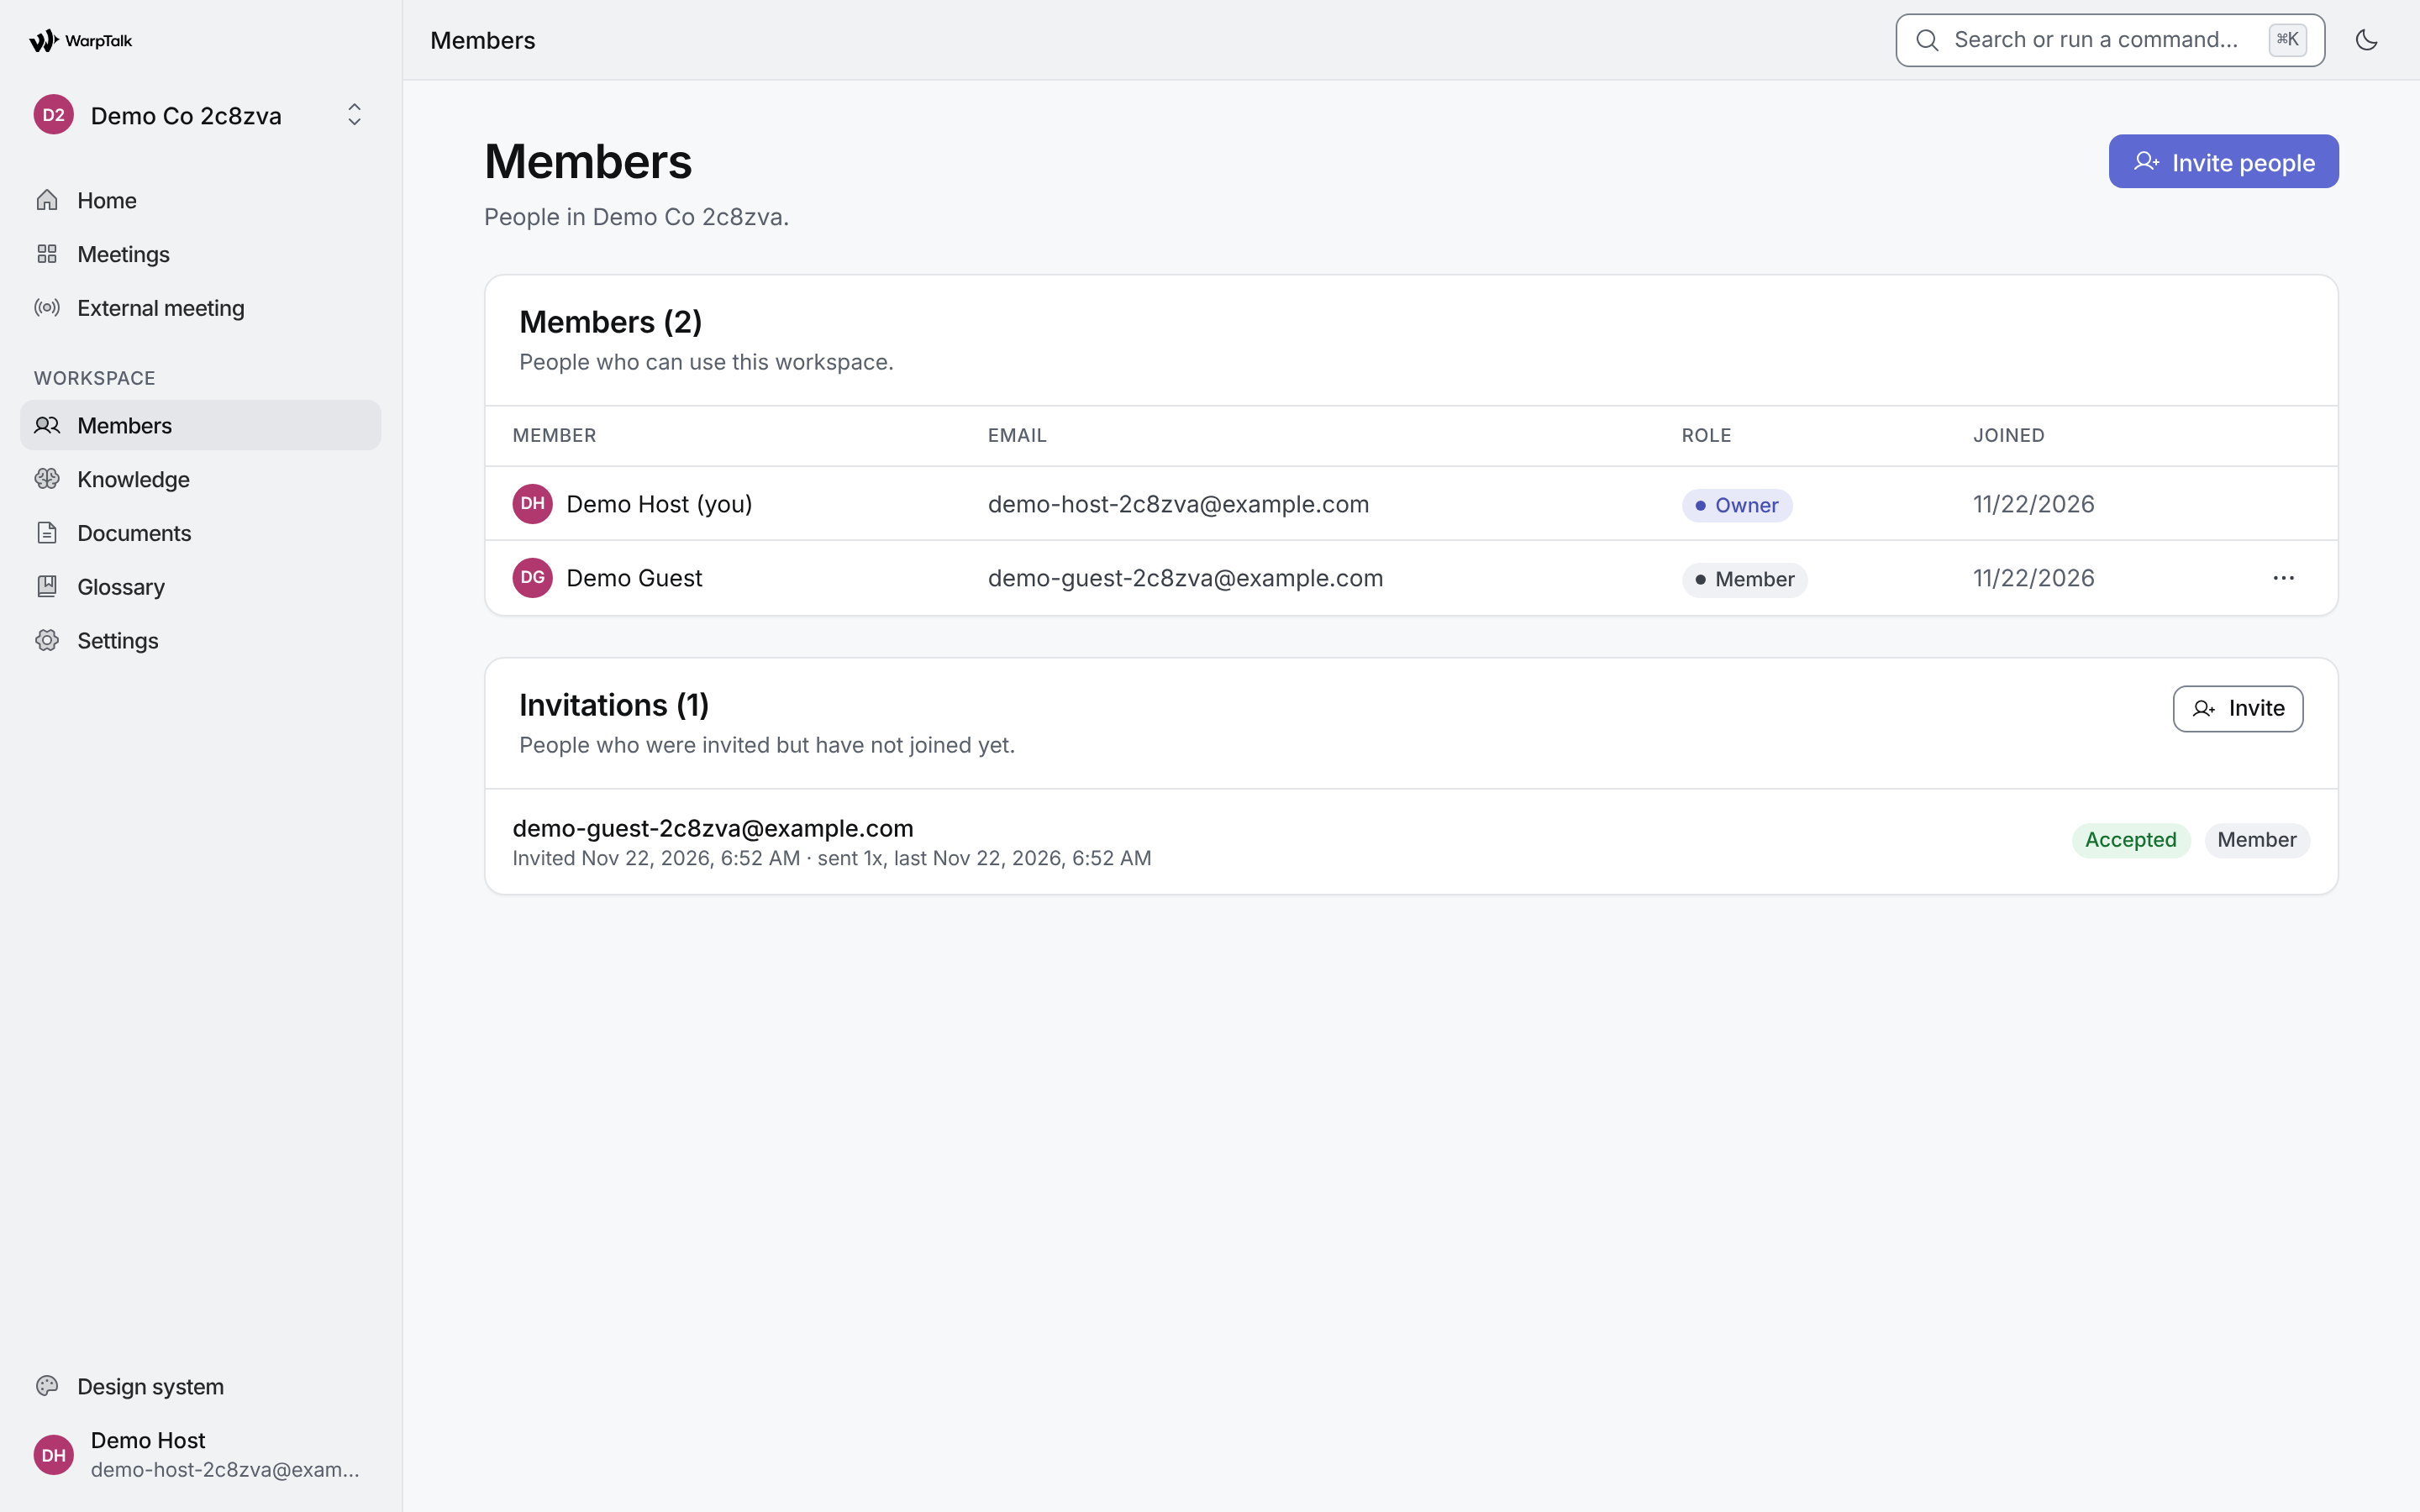 WarpTalk
Members
Search or run a command...
⌘K
D2
Demo Co 2c8zva
Home
Meetings
External meeting
WORKSPACE
Members
Knowledge
Documents
Glossary
Settings
Design system
DH
Demo Host
demo-host-2c8zva@exam...
Members
People in Demo Co 2c8zva.
Invite people
Members (2)
People who can use this workspace.
MEMBER EMAIL ROLE JOINED
DH Demo Host (you) demo-host-2c8zva@example.com Owner 11/22/2026
DG Demo Guest demo-guest-2c8zva@example.com Member 11/22/2026
Invitations (1)
People who were invited but have not joined yet.
Invite
demo-guest-2c8zva@example.com
Invited Nov 22, 2026, 6:52 AM · sent 1x, last Nov 22, 2026, 6:52 AM
Accepted Member